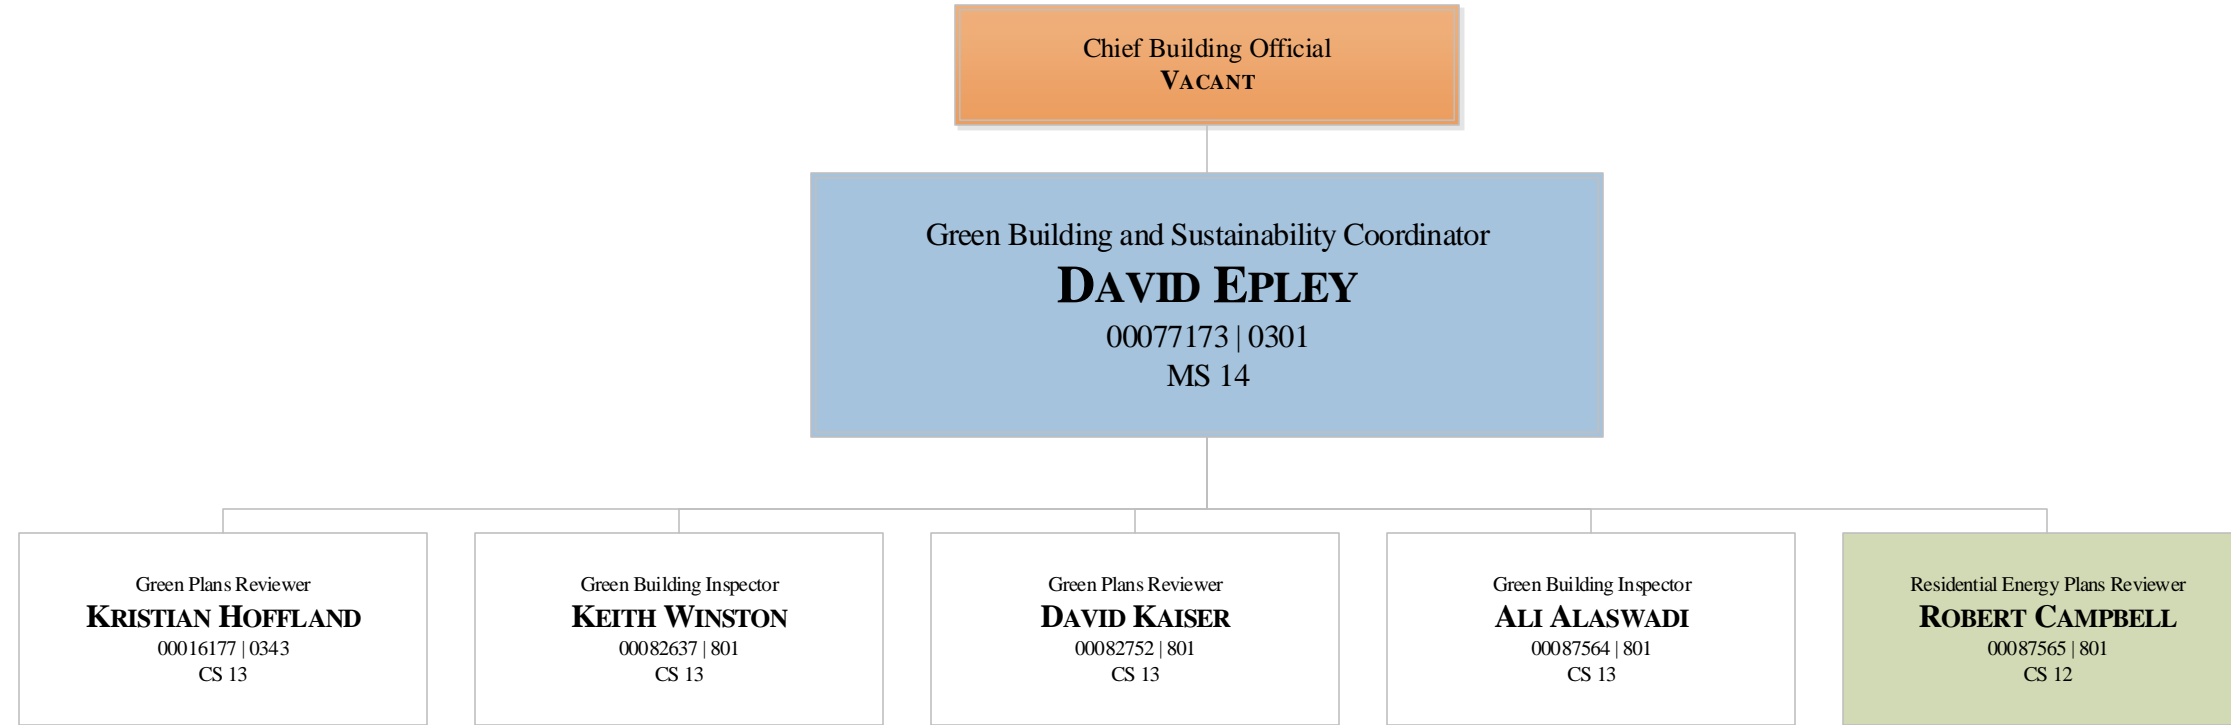 Chief Building Official
VACANT
Green Building and Sustainability Coordinator
DAVID EPLEY
00077173 | 0301
MS 14
Green Plans Reviewer
KRISTIAN HOFFLAND
00016177 | 0343
CS 13
Green Building Inspector
KEITH WINSTON
00082637 | 801
CS 13
Green Plans Reviewer
DAVID KAISER
00082752 | 801
CS 13
Green Building Inspector
ALI ALASWADI
00087564 | 801
CS 13
Residential Energy Plans Reviewer
ROBERT CAMPBELL
00087565 | 801
CS 12